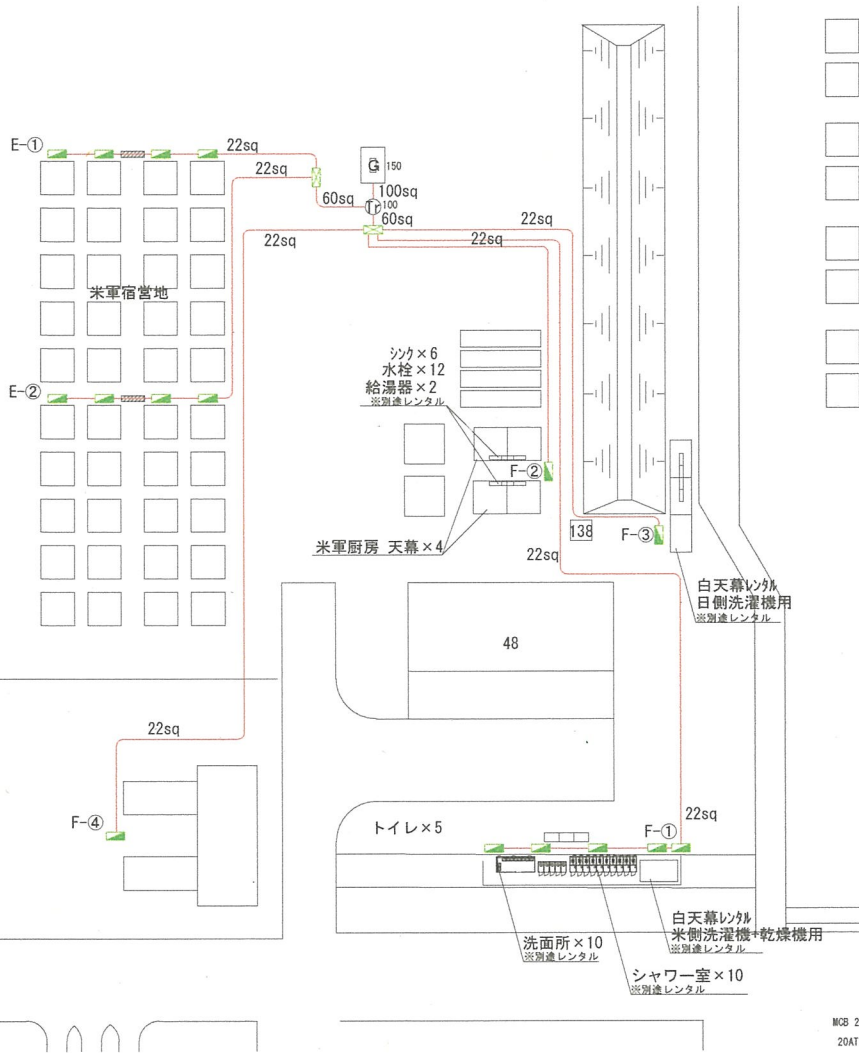 E-①
22sq
22sq
G 150
100sq
60sq
Tr 100
60sq
22sq
22sq
22sq
米軍宿営地
シンク×6
水栓×12
給湯器×2
※別途レンタル
E-②
F-②
米軍厨房 天幕×4
138
F-③
22sq
白天幕レンタル
日側洗濯機用
※別途レンタル
48
22sq
F-④
トイレ×5
F-①
22sq
洗面所×10
※別途レンタル
白天幕レンタル
米側洗濯機+乾燥機用
※別途レンタル
シャワー室×10
※別途レンタル
MCB 2
20AT